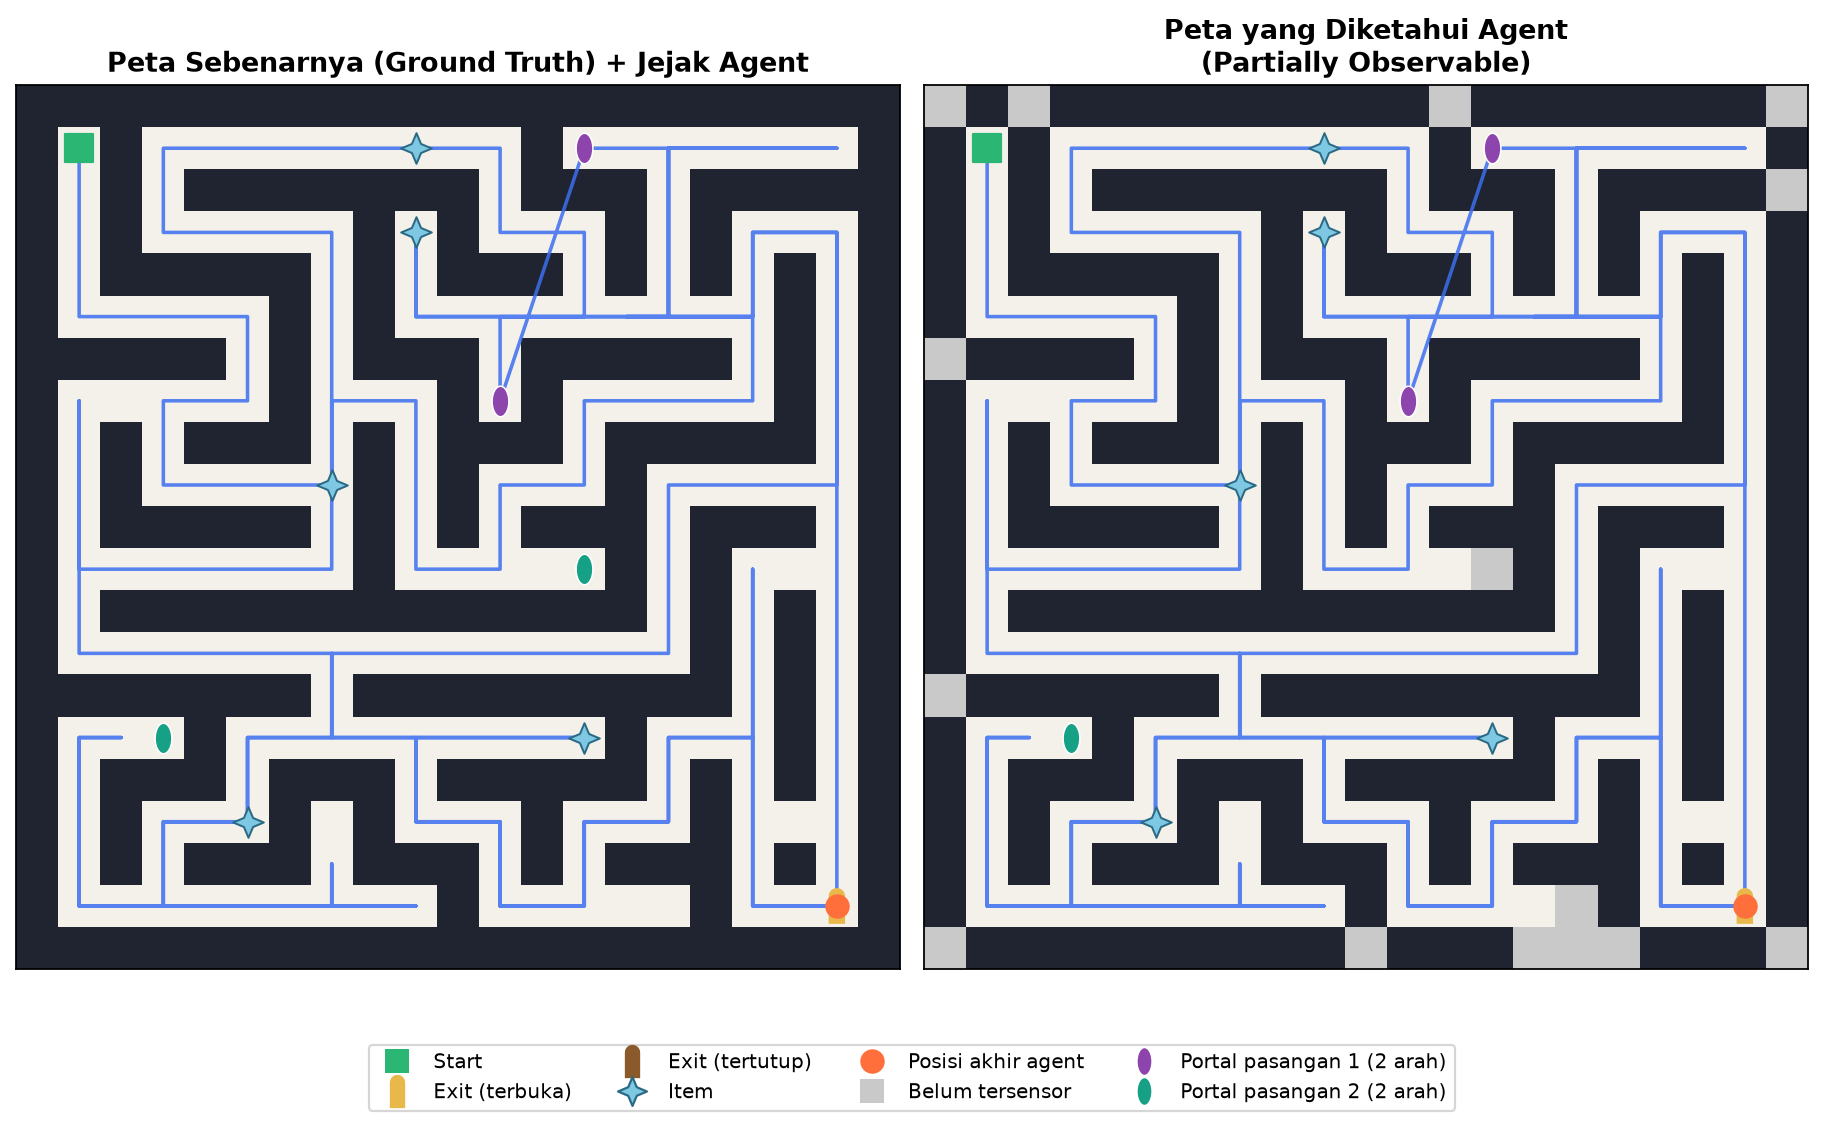 Peta Sebenarnya (Ground Truth) + Jejak Agent
Peta yang Diketahui Agent
(Partially Observable)
Start
Exit (terbuka)
Exit (tertutup)
Item
Posisi akhir agent
Belum tersensor
Portal pasangan 1 (2 arah)
Portal pasangan 2 (2 arah)